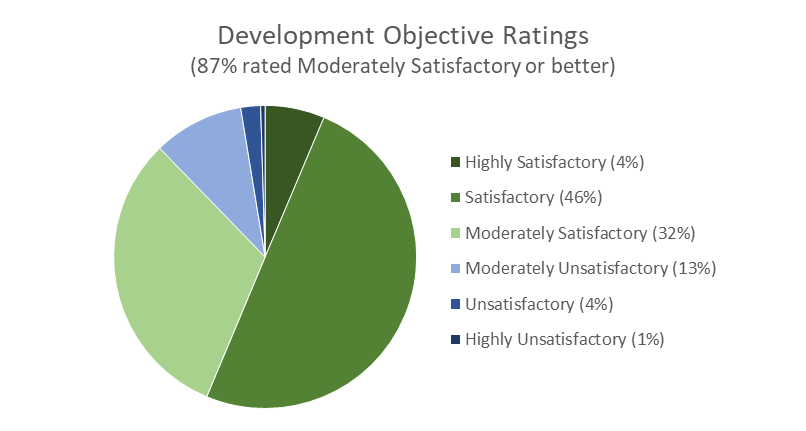 Development Objective Ratings
(87% rated Moderately Satisfactory or better)
Highly Satisfactory (4%)
Satisfactory (46%)
Moderately Satisfactory (32%)
Moderately Unsatisfactory (13%)
Unsatisfactory (4%)
Highly Unsatisfactory (1%)